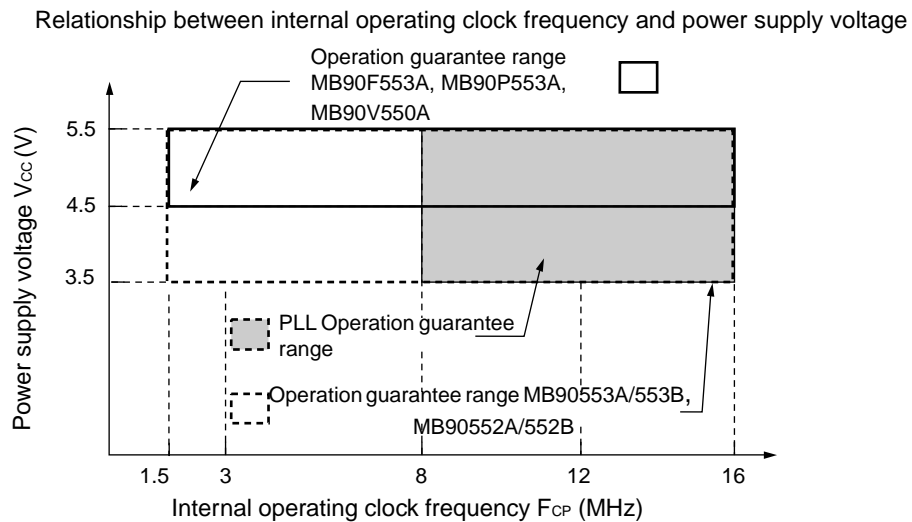 Relationship between internal operating clock frequency and power supply voltage
Operation guarantee range
MB90F553A, MB90P553A,
MB90V550A
Power supply voltage VCC (V)
5.5
4.5
3.5
PLL Operation guarantee
range
Operation guarantee range MB90553A/553B,
MB90552A/552B
1.5 3 8 12 16
Internal operating clock frequency FCP (MHz)